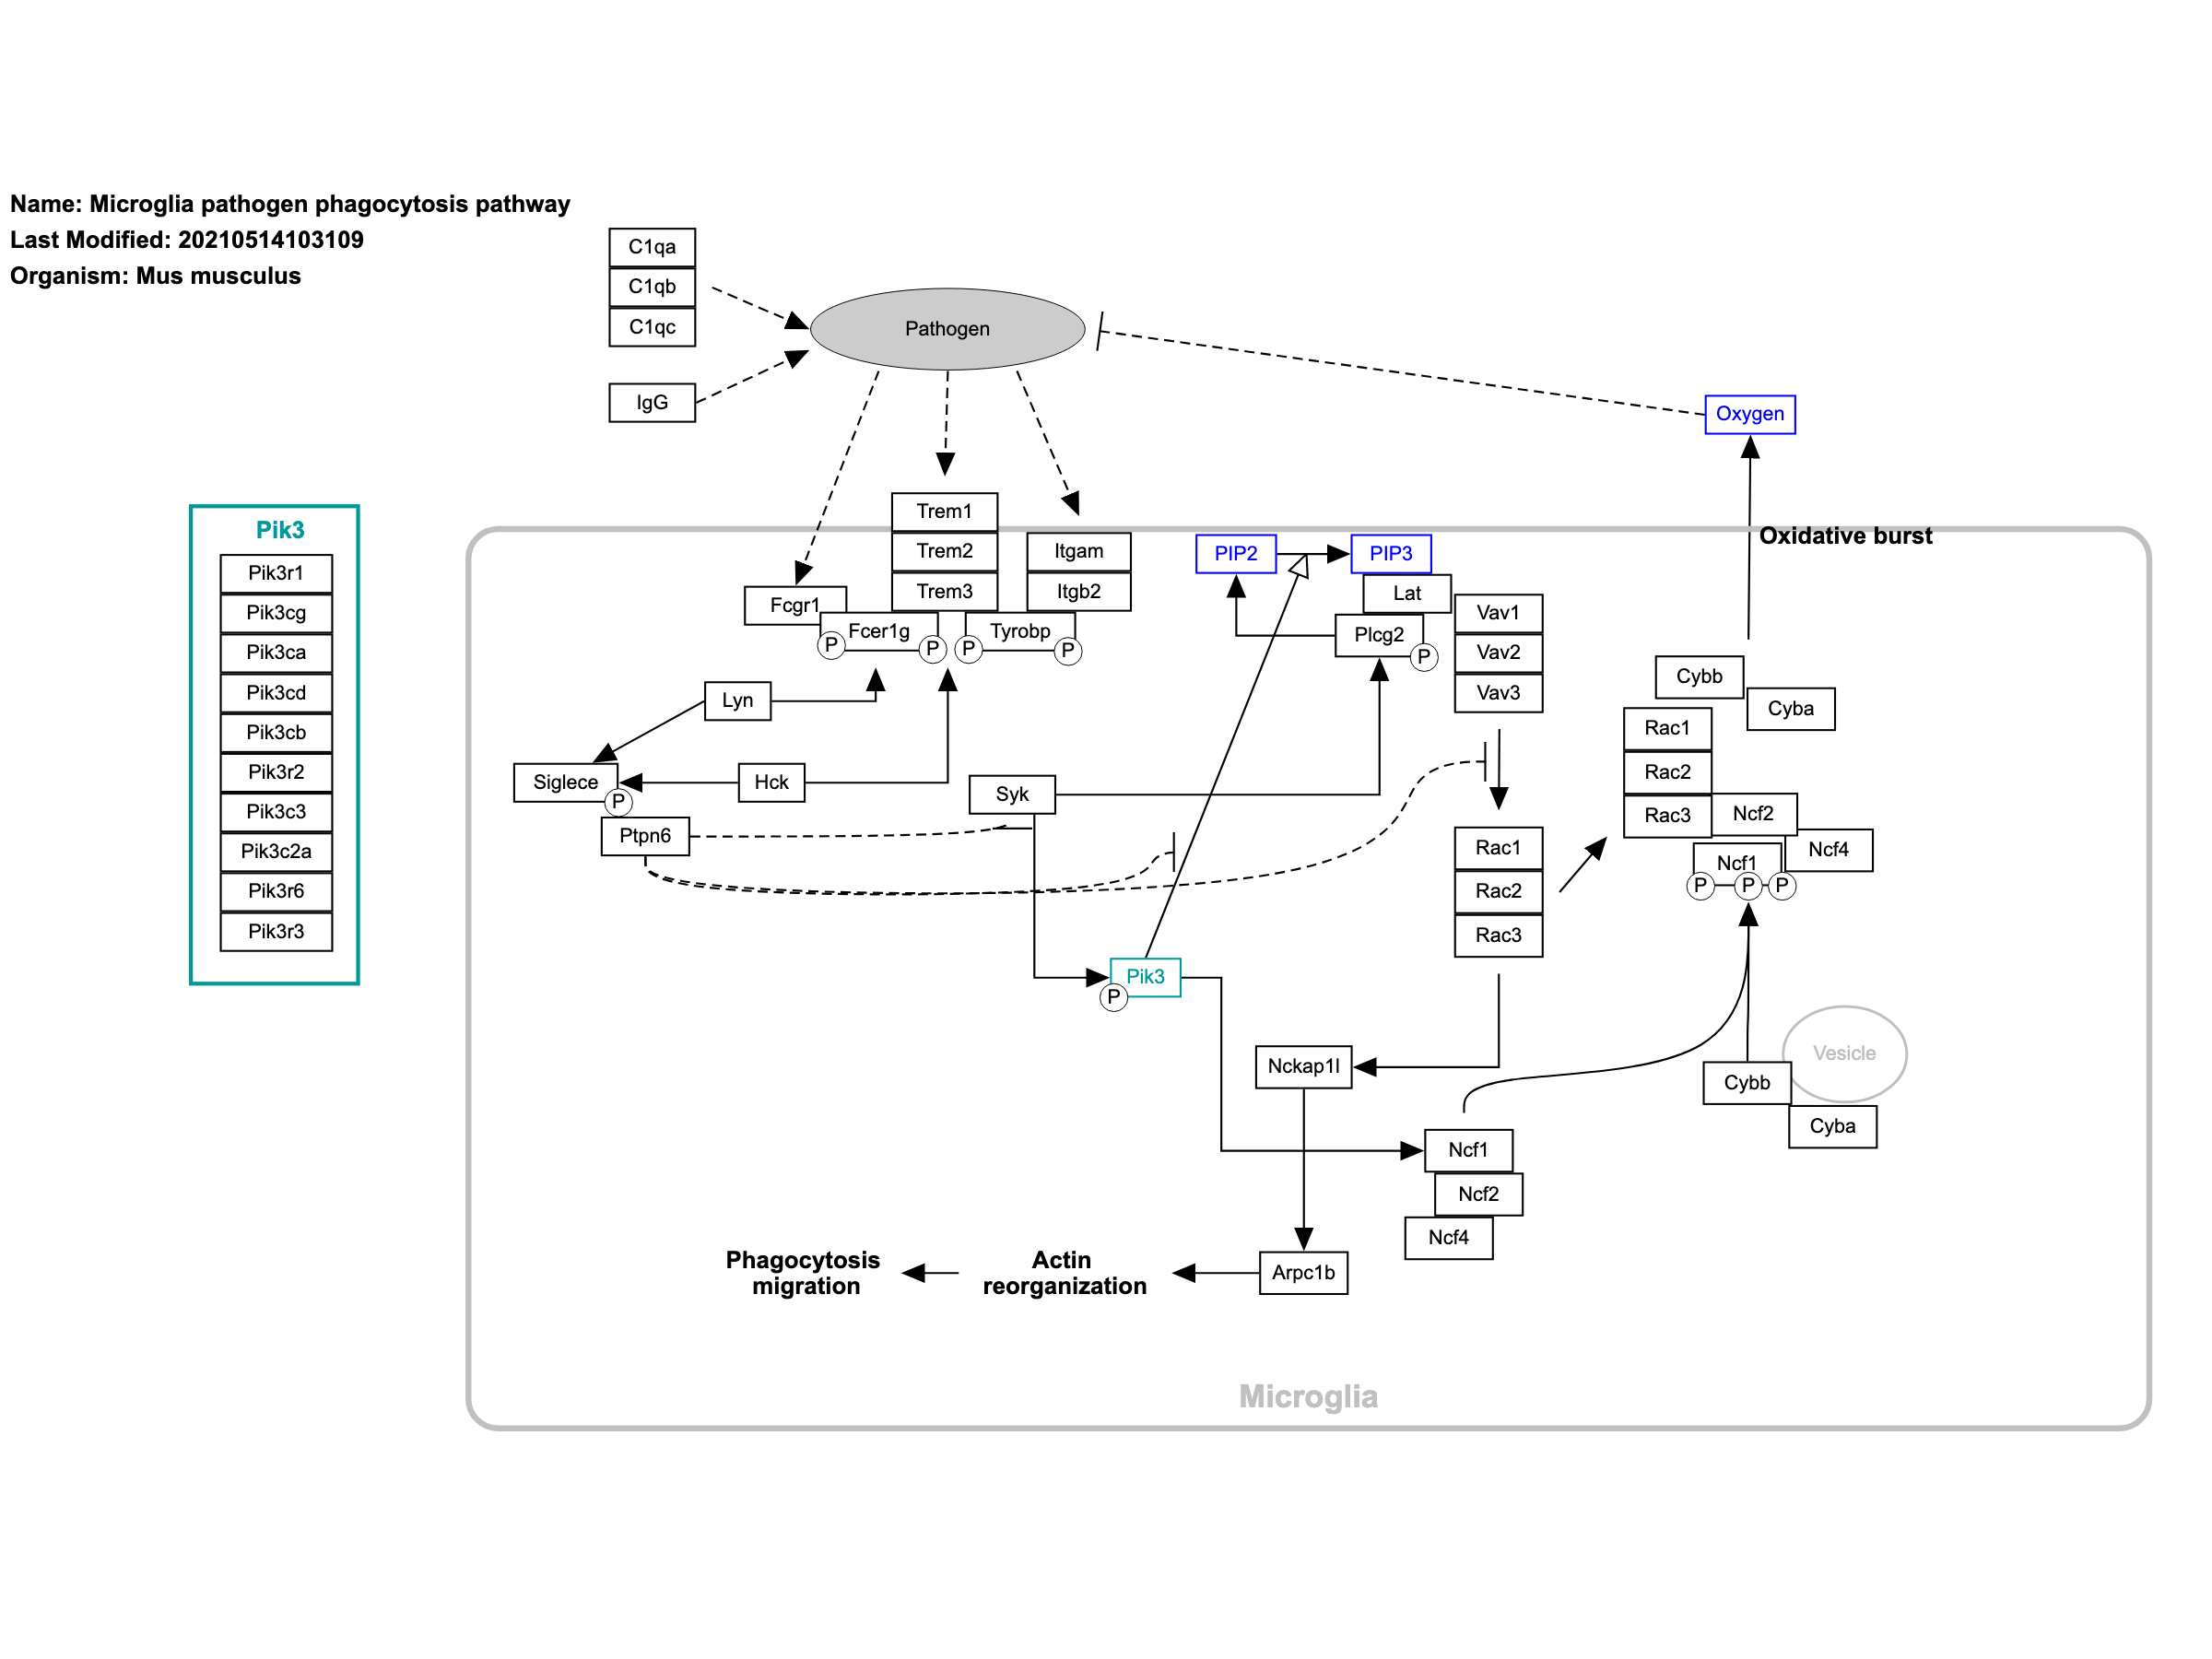 Name: Microglia pathogen phagocytosis pathway
Last Modified: 20210514103109
Organism: Mus musculus
C1qa
C1qb
C1qc
IgG
Pathogen
Oxygen
Oxidative burst
Pik3
Pik3r1
Pik3cg
Pik3ca
Pik3cd
Pik3cb
Pik3r2
Pik3c3
Pik3c2a
Pik3r6
Pik3r3
Trem1
Trem2
Trem3
Itgam
Itgb2
Fcgr1
Fcer1g
P
P
Tyrobp
P
P
PIP2
PIP3
Lat
Plcg2
P
Vav1
Vav2
Vav3
Lyn
Siglece
P
Hck
Ptpn6
Syk
Cybb
Cyba
Rac1
Rac2
Rac3
Ncf2
Ncf4
Ncf1
P
P
P
Rac1
Rac2
Rac3
Pik3
P
Nckap1l
Vesicle
Cybb
Cyba
Ncf1
Ncf2
Ncf4
Arpc1b
Actin
reorganization
Phagocytosis
migration
Microglia